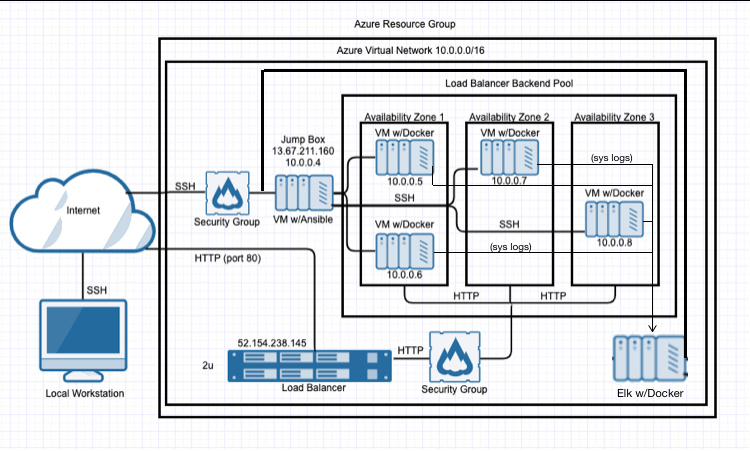 Azure Resource Group
Azure Virtual Network 10.0.0.0/16
Load Balancer Backend Pool
Availability Zone 1
Availability Zone 2
Availability Zone 3
Jump Box
13.67.211.160
10.0.0.4
VM w/Ansible
VM w/Docker
10.0.0.5
VM w/Docker
10.0.0.7
(sys logs)
VM w/Docker
10.0.0.8
SSH
SSH
VM w/Docker
10.0.0.6
(sys logs)
Internet
SSH
Security Group
HTTP (port 80)
SSH
Local Workstation
HTTP
HTTP
52.154.238.145
2u
Load Balancer
HTTP
Security Group
Elk w/Docker